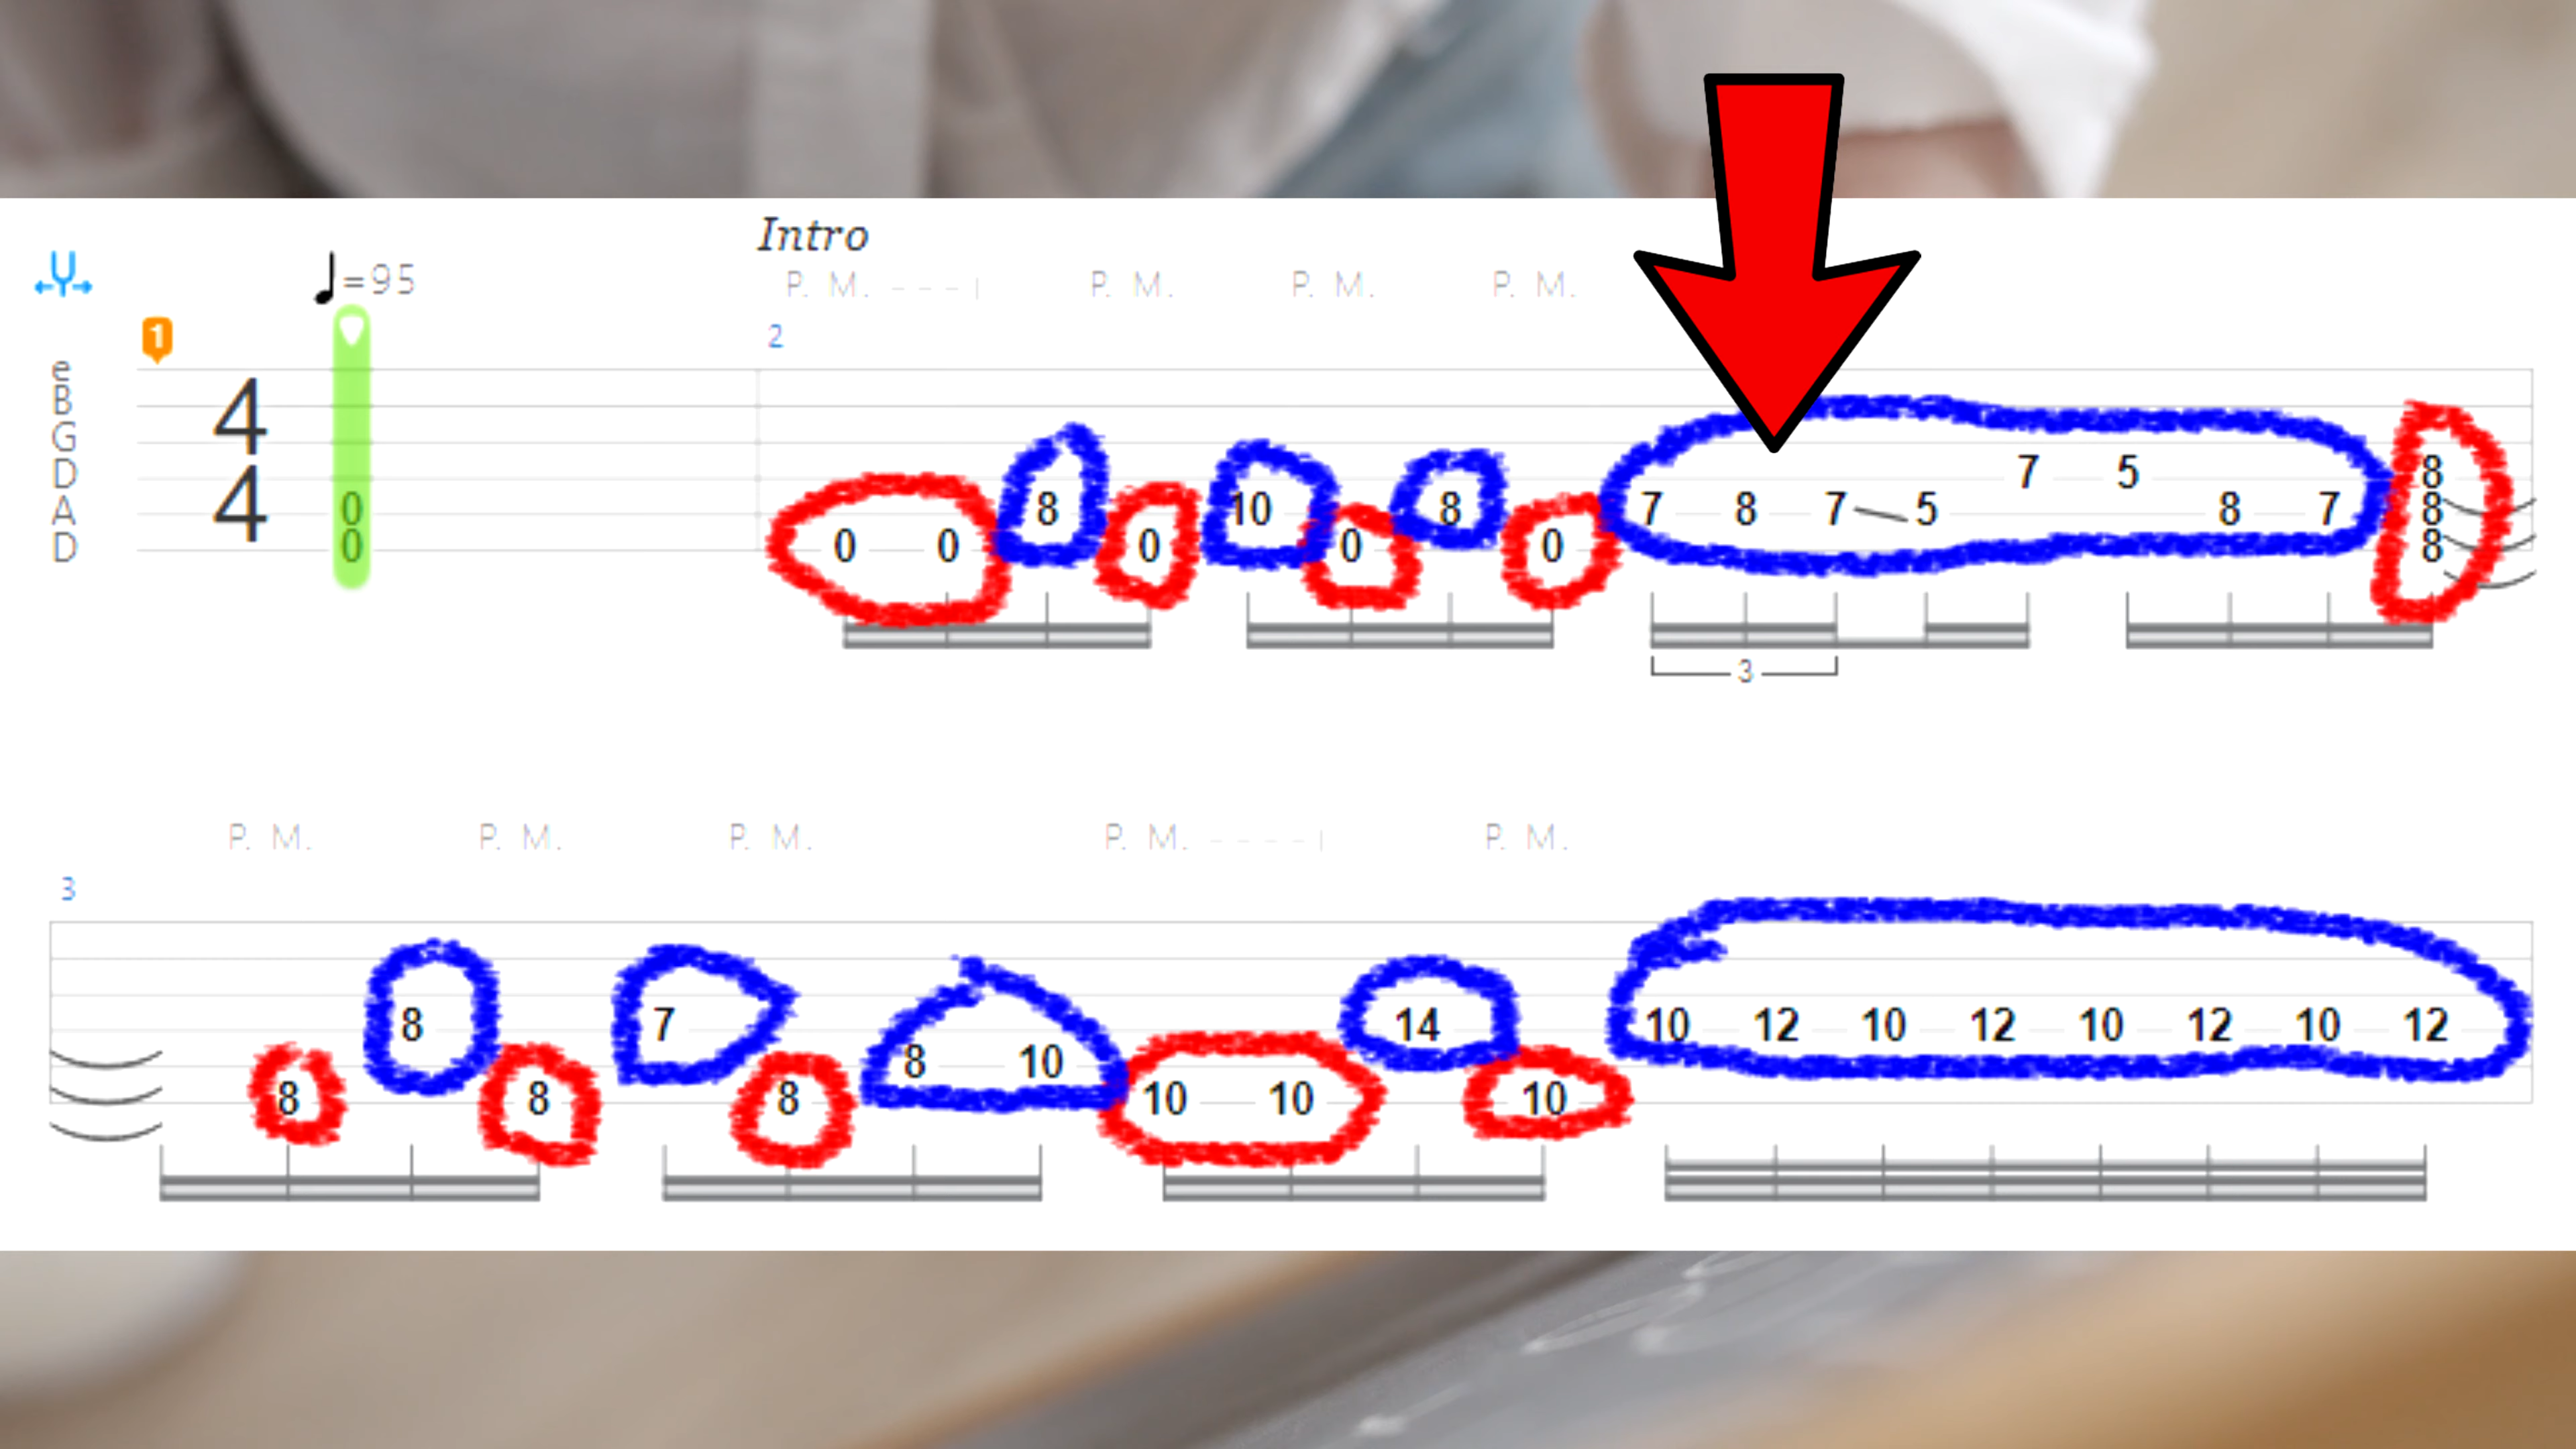 Intro
♩=95
P. M. - - - | P. M. P. M. P. M.
1 2
e
B
G
D
A
D
4
4
7 5 8
0 8 10 8 7 8 7 5 8 7 8
0 0 0 0 0 0 8
3
P. M. P. M. P. M. P. M. - - - - | P. M.
3
8 7 14 10 12 10 12 10 12 10 12
8 10
8 8 8 10 10 10